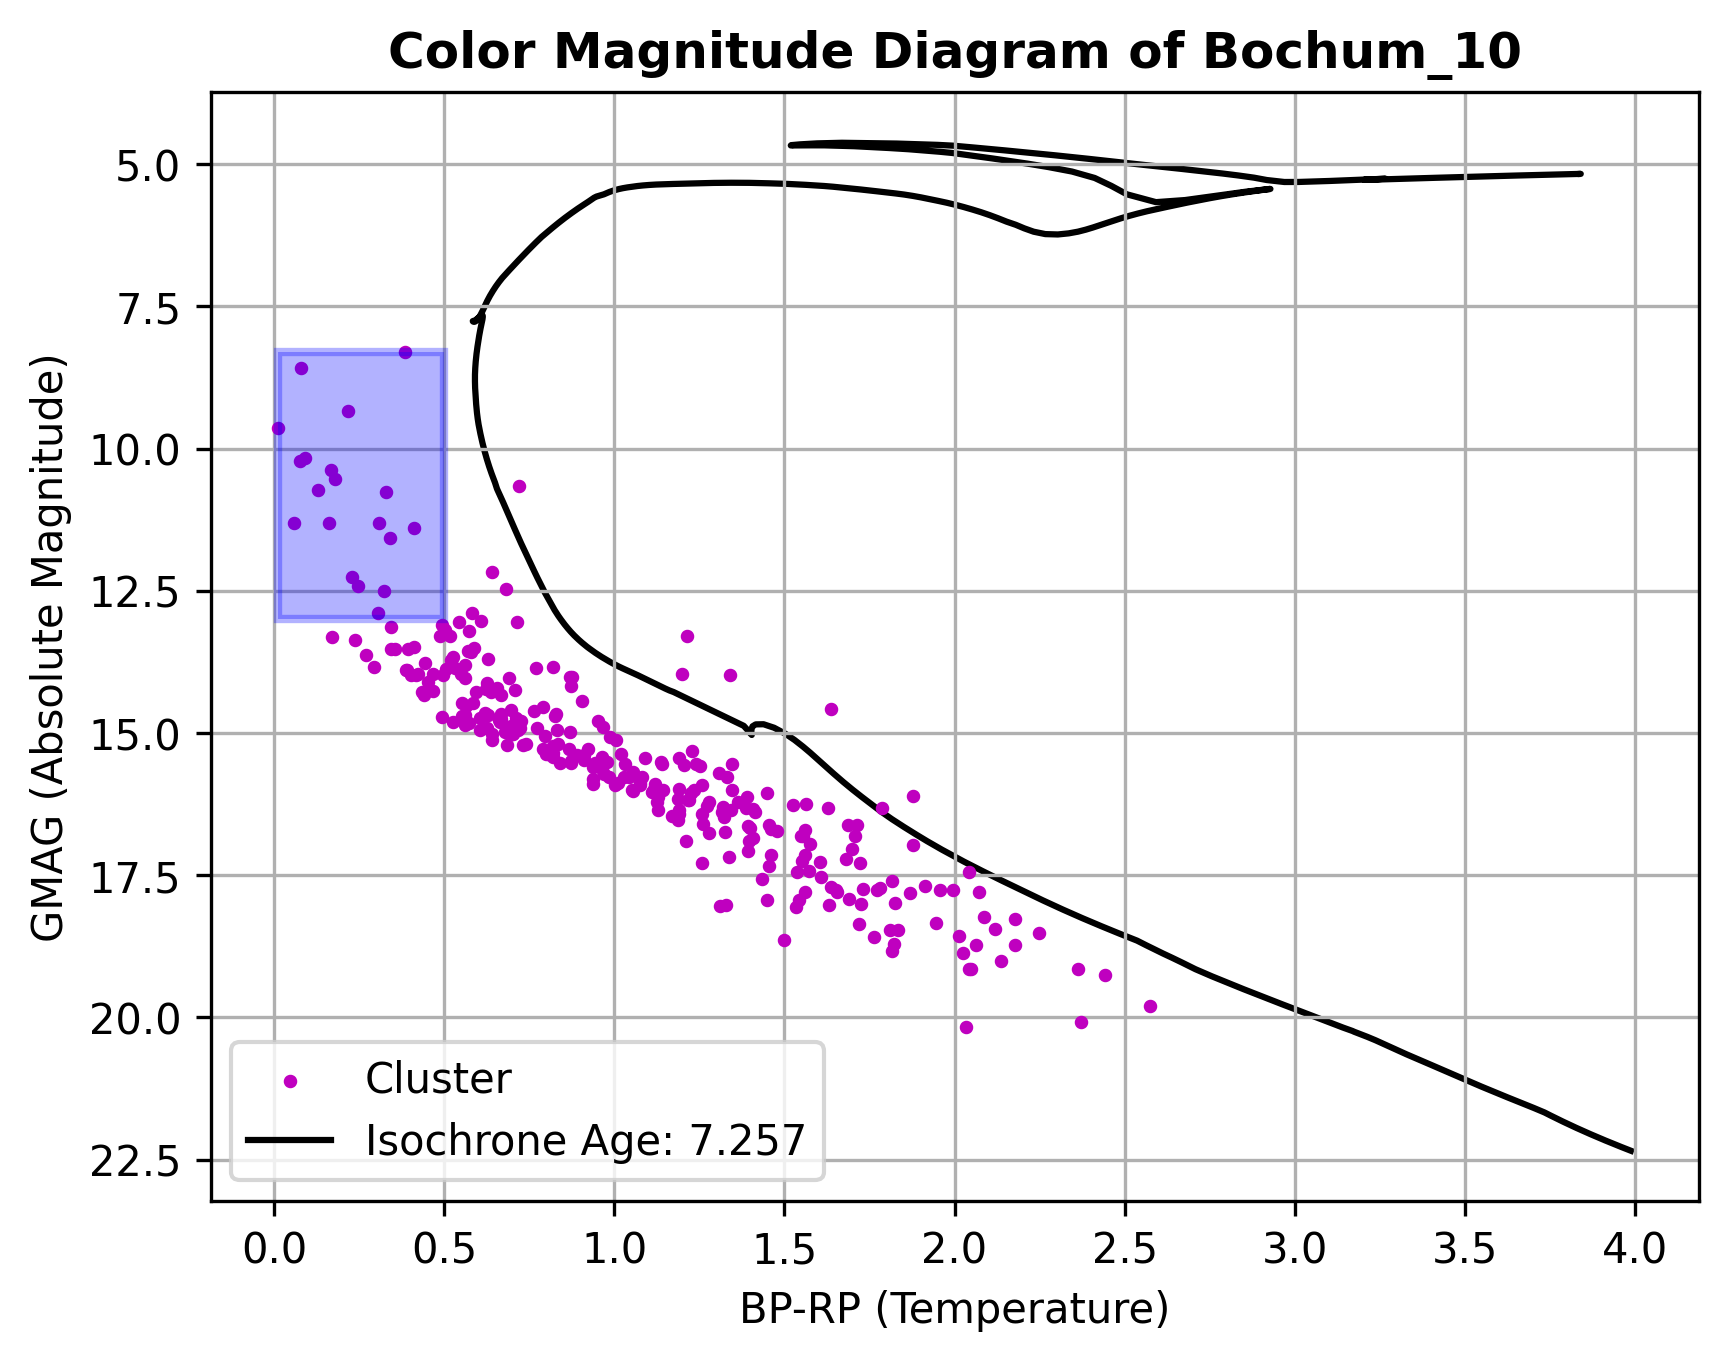 Color Magnitude Diagram of Bochum_10
GMAG (Absolute Magnitude)
5.0
7.5
10.0
12.5
15.0
17.5
20.0
22.5
Cluster
Isochrone Age: 7.257
0.0 0.5 1.0 1.5 2.0 2.5 3.0 3.5 4.0
BP-RP (Temperature)